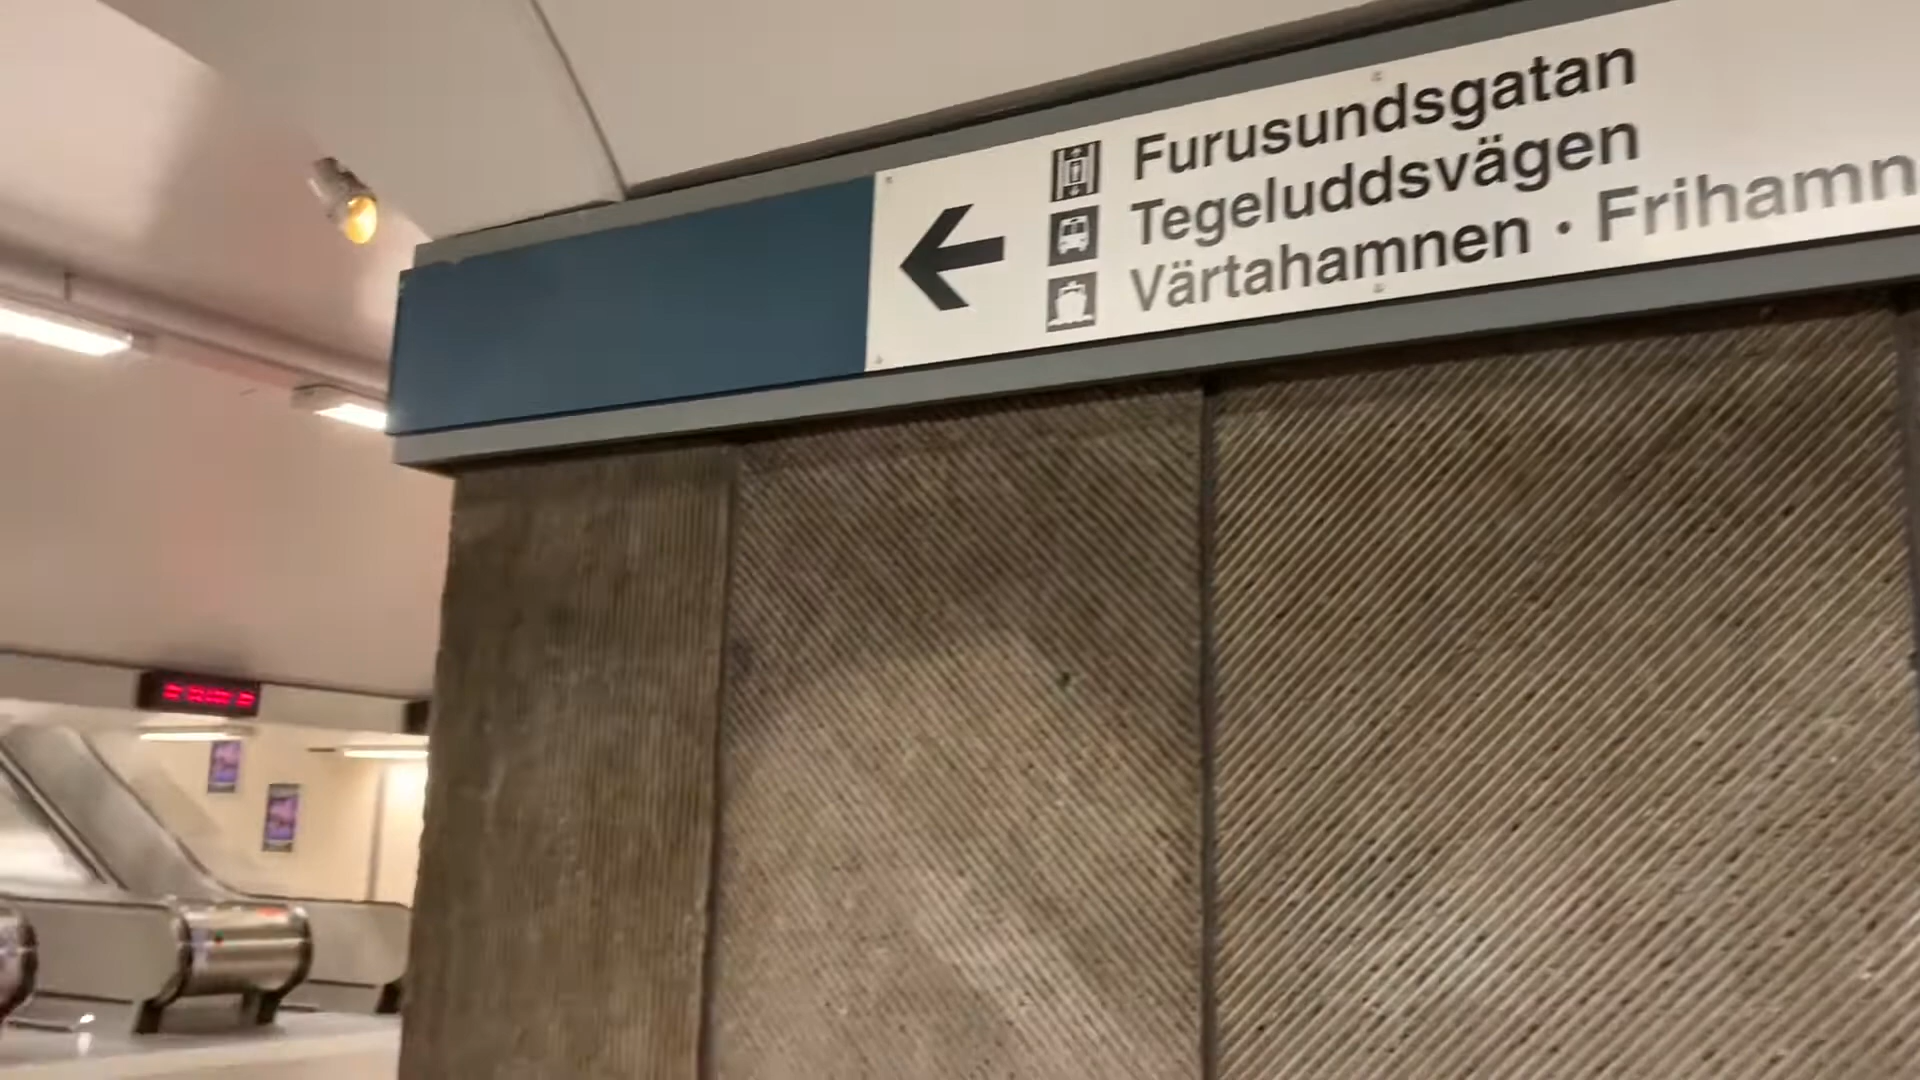 Furusundsgatan
Tegeluddsvägen
Värtahamnen · Frihamn